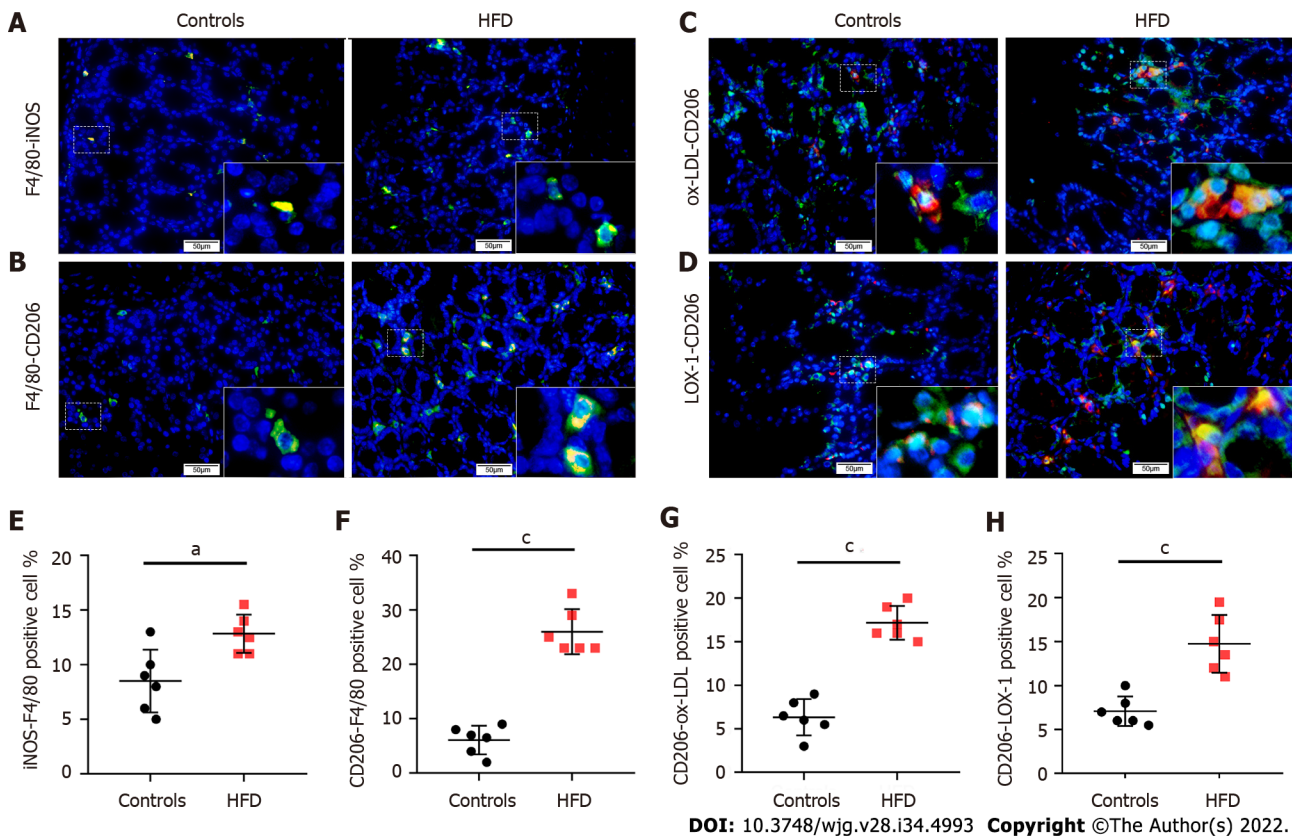 A
Controls
HFD
C
Controls
HFD
F4/80-iNOS
50μm
50μm
ox-LDL-CD206
50μm
50μm
B
D
F4/80-CD206
50μm
50μm
LOX-1-CD206
50μm
50μm
E
iNOS-F4/80 positive cell %
20
15
10
5
0
a
Controls
HFD
F
CD206-F4/80 positive cell %
40
30
20
10
0
c
Controls
HFD
G
CD206-ox-LDL positive cell %
25
20
15
10
5
0
c
Controls
HFD
H
CD206-LOX-1 positive cell %
25
20
15
10
5
0
c
Controls
HFD
DOI: 10.3748/wjg.v28.i34.4993 Copyright ©The Author(s) 2022.